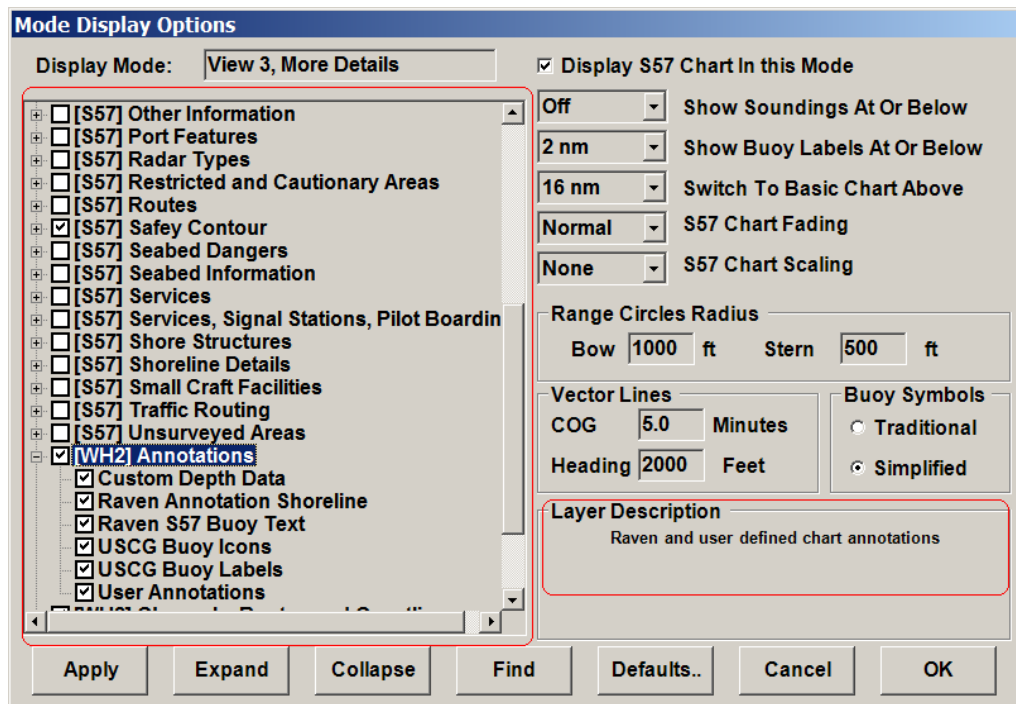 Mode Display Options
Display Mode: View 3, More Details
Display S57 Chart In this Mode
[S57] Other Information
[S57] Port Features
[S57] Radar Types
[S57] Restricted and Cautionary Areas
[S57] Routes
[S57] Safey Contour
[S57] Seabed Dangers
[S57] Seabed Information
[S57] Services
[S57] Services, Signal Stations, Pilot Boardin
[S57] Shore Structures
[S57] Shoreline Details
[S57] Small Craft Facilities
[S57] Traffic Routing
[S57] Unsurveyed Areas
[WH2] Annotations
Custom Depth Data
Raven Annotation Shoreline
Raven S57 Buoy Text
USCG Buoy Icons
USCG Buoy Labels
User Annotations
Off Show Soundings At Or Below
2 nm Show Buoy Labels At Or Below
16 nm Switch To Basic Chart Above
Normal S57 Chart Fading
None S57 Chart Scaling
Range Circles Radius
Bow 1000 ft Stern 500 ft
Vector Lines
COG 5.0 Minutes
Heading 2000 Feet
Buoy Symbols
Traditional
Simplified
Layer Description
Raven and user defined chart annotations
Apply Expand Collapse Find Defaults.. Cancel OK